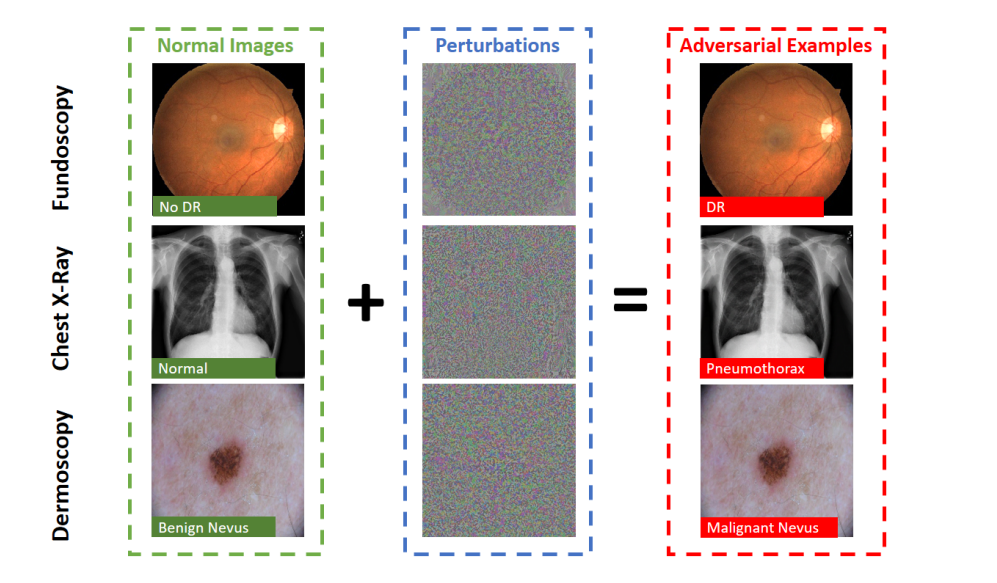 Normal Images
Perturbations
Adversarial Examples
Fundoscopy
No DR
DR
Chest X-Ray
+
=
Normal
Pneumothorax
Dermoscopy
Benign Nevus
Malignant Nevus